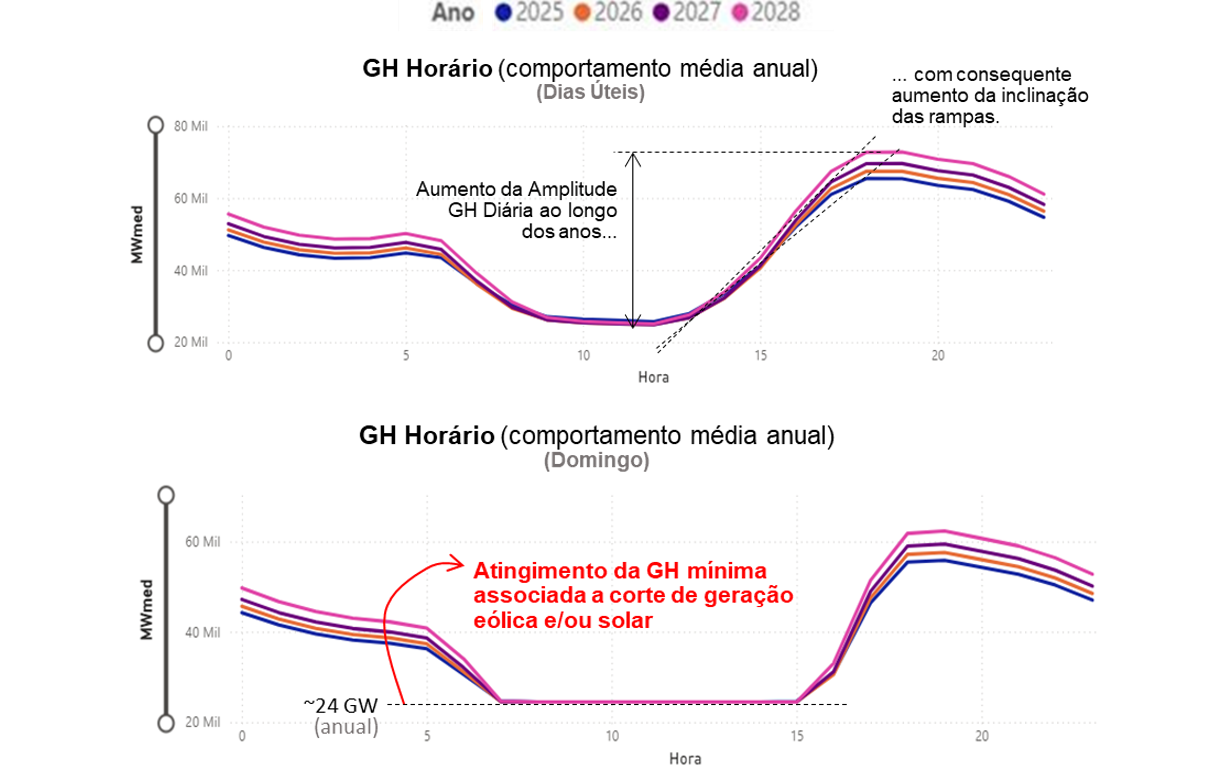 Ano 2025 2026 2027 2028
GH Horário (comportamento média anual)
(Dias Úteis)
... com consequente
aumento da inclinação
das rampas.
80 Mil
60 Mil
40 Mil
20 Mil
MWmed
Aumento da Amplitude
GH Diária ao longo
dos anos...
0 5 10 15 20
Hora
GH Horário (comportamento média anual)
(Domingo)
60 Mil
40 Mil
20 Mil
MWmed
Atingimento da GH mínima
associada a corte de geração
eólica e/ou solar
~24 GW
(anual)
0 5 10 15 20
Hora